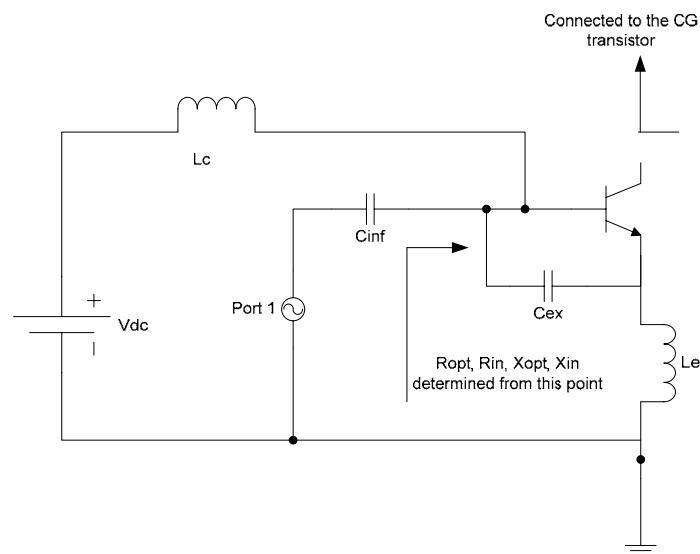 Connected to the CG
transistor
Lc
Cinf
Port 1
+
Vdc
Cex
Le
Ropt, Rin, Xopt, Xin
determined from this point